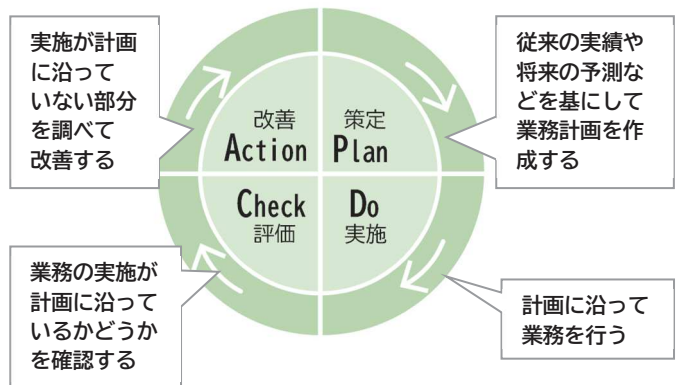 実施が計画
に沿って
いない部分
を調べて
改善する
従来の実績や
将来の予測な
どを基にして
業務計画を作
成する
改善
Action
策定
Plan
Check
評価
Do
実施
業務の実施が
計画に沿って
いるかどうか
を確認する
計画に沿って
業務を行う